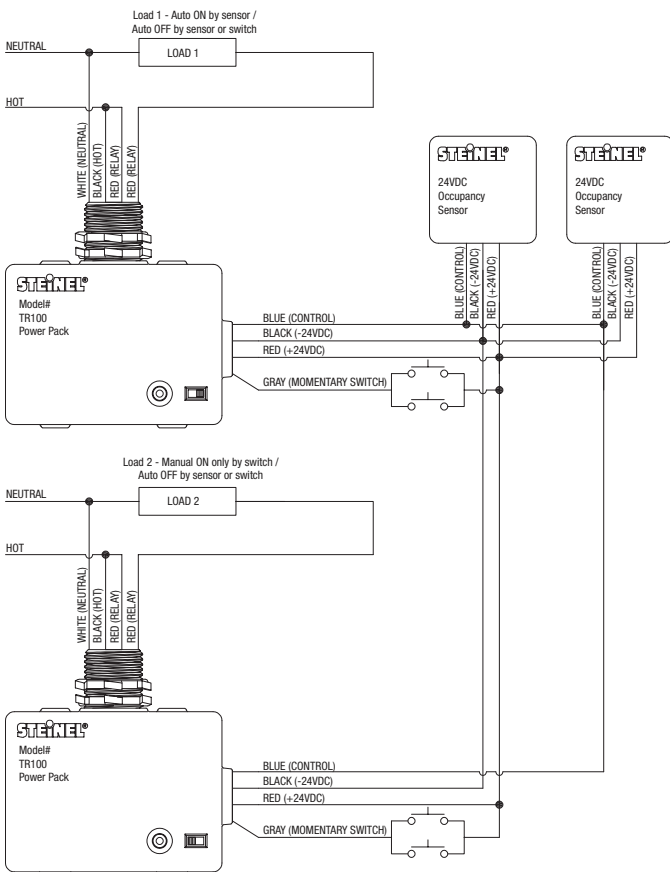 Load 1 - Auto ON by sensor /
Auto OFF by sensor or switch
NEUTRAL
LOAD 1
HOT
WHITE (NEUTRAL)
BLACK (HOT)
RED (RELAY)
RED (RELAY)
STEINEL®
24VDC
Occupancy
Sensor
STEINEL®
24VDC
Occupancy
Sensor
BLUE (CONTROL)
BLACK (-24VDC)
RED (+24VDC)
BLUE (CONTROL)
BLACK (-24VDC)
RED (+24VDC)
STEINEL®
Model#
TR100
Power Pack
BLUE (CONTROL)
BLACK (-24VDC)
RED (+24VDC)
GRAY (MOMENTARY SWITCH)
Load 2 - Manual ON only by switch /
Auto OFF by sensor or switch
NEUTRAL
LOAD 2
HOT
WHITE (NEUTRAL)
BLACK (HOT)
RED (RELAY)
RED (RELAY)
STEINEL®
Model#
TR100
Power Pack
BLUE (CONTROL)
BLACK (-24VDC)
RED (+24VDC)
GRAY (MOMENTARY SWITCH)